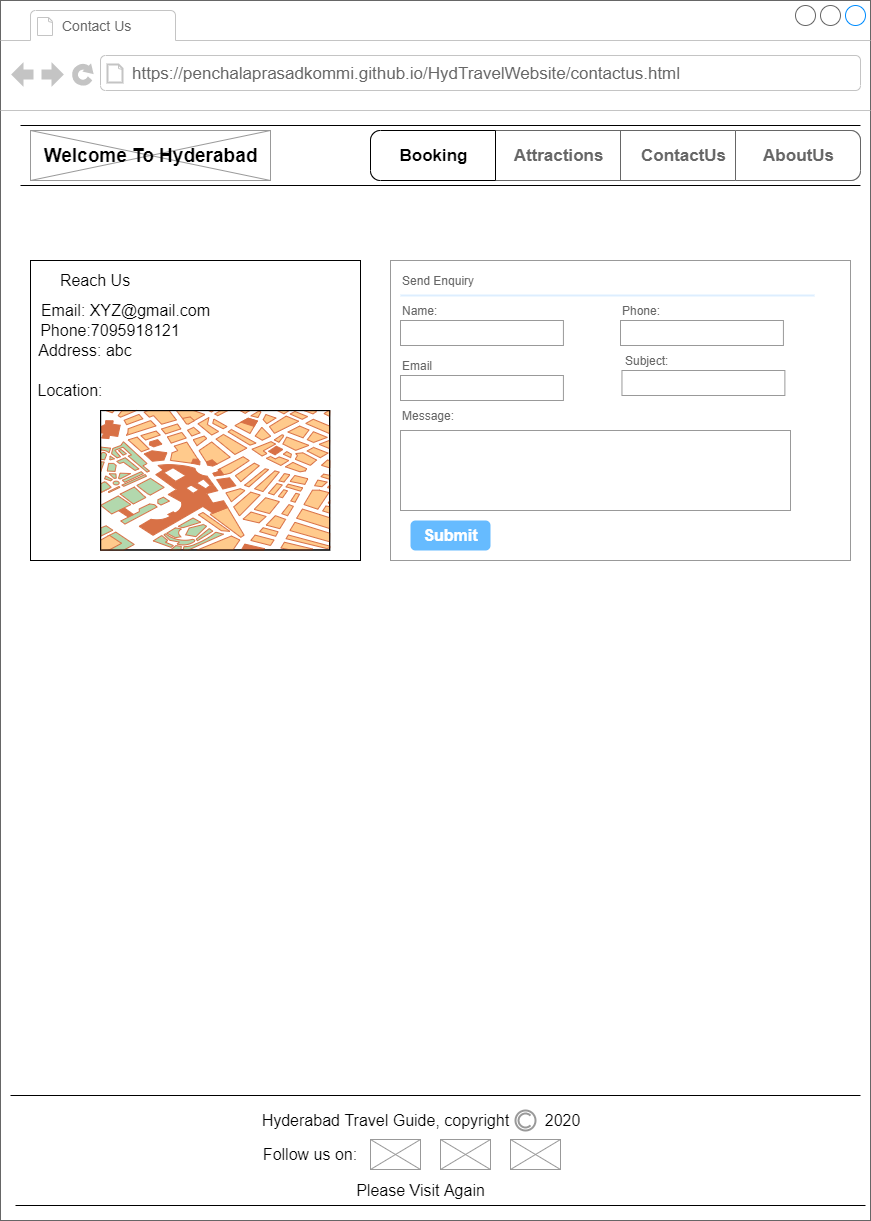 Contact Us
https://penchalaprasadkommi.github.io/HydTravelWebsite/contactus.html
Welcome To Hyderabad
Booking Attractions ContactUs AboutUs
Reach Us
Email: XYZ@gmail.com
Phone:7095918121
Address: abc
Location:
Send Enquiry
Name: Phone:
Email Subject:
Message:
Submit
Hyderabad Travel Guide, copyright © 2020
Follow us on:
Please Visit Again